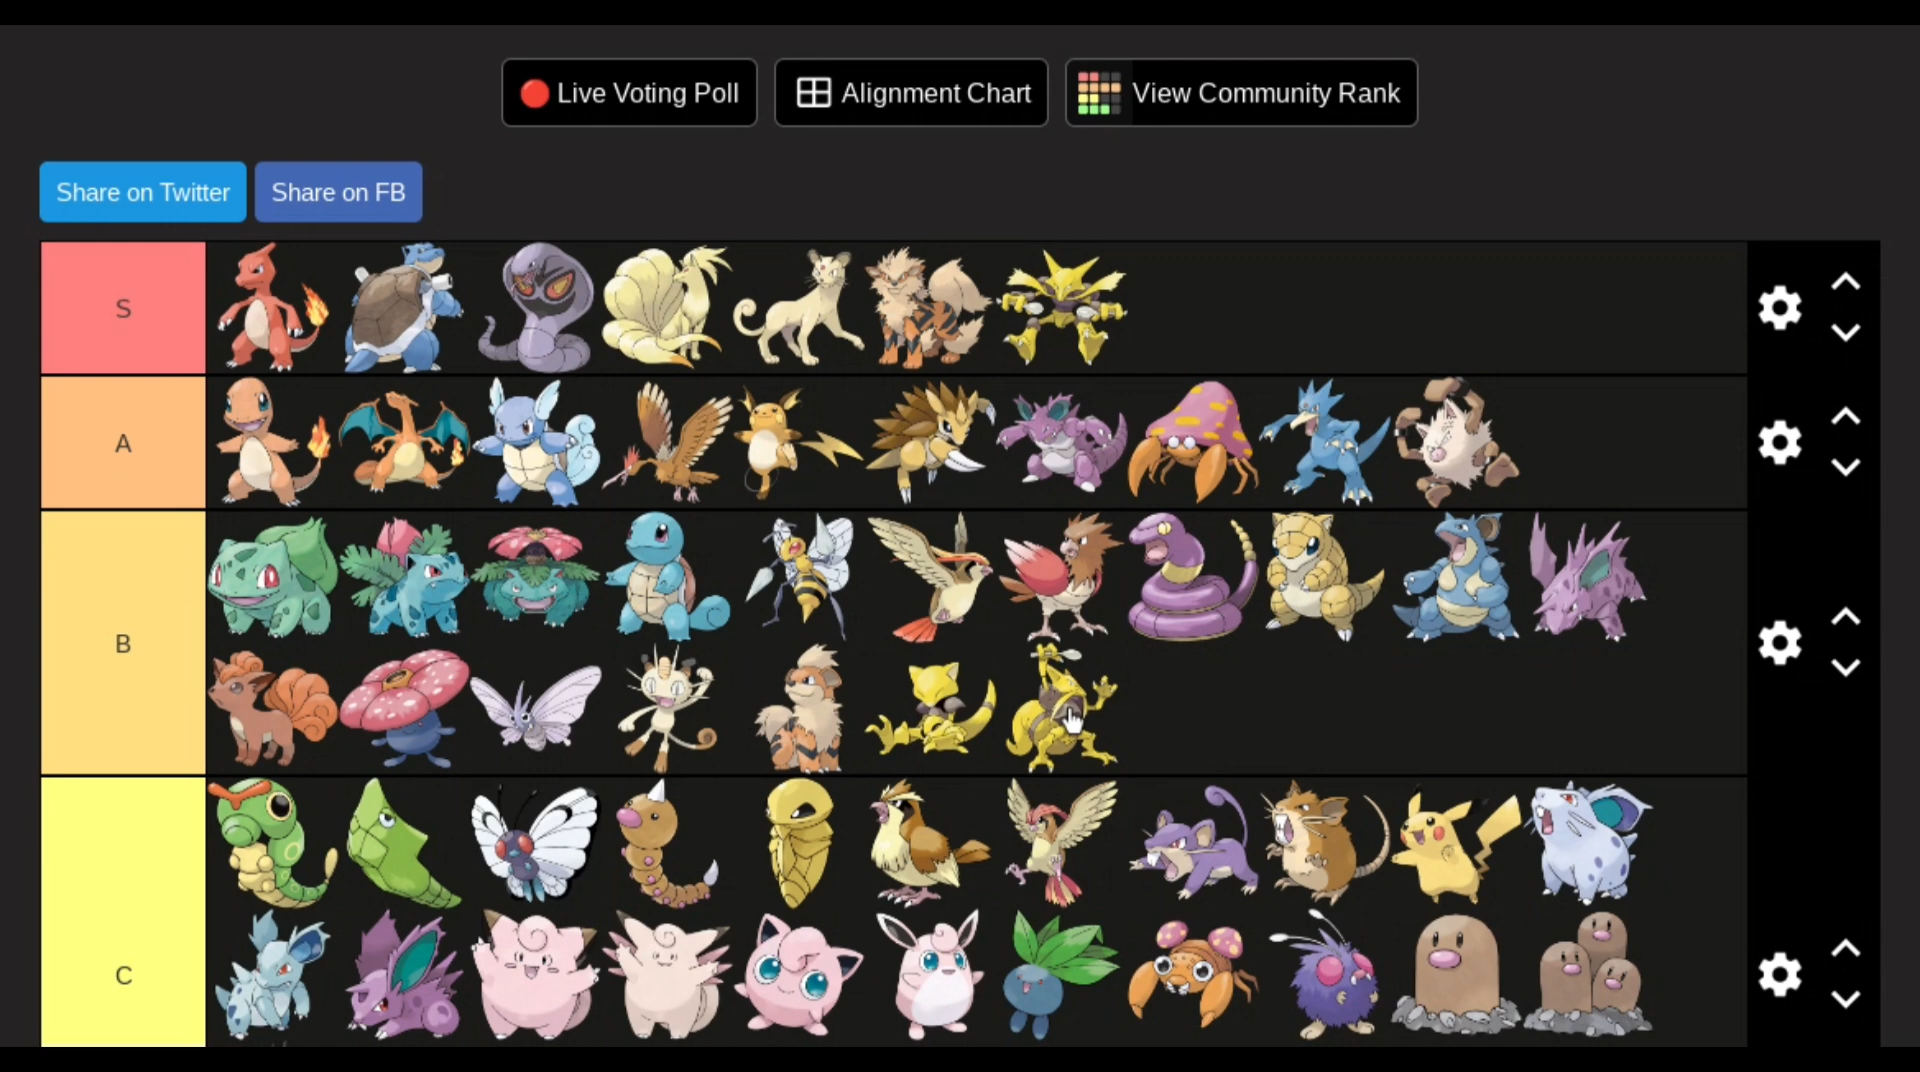 Live Voting Poll
Alignment Chart
View Community Rank
Share on Twitter
Share on FB
S
A
B
C